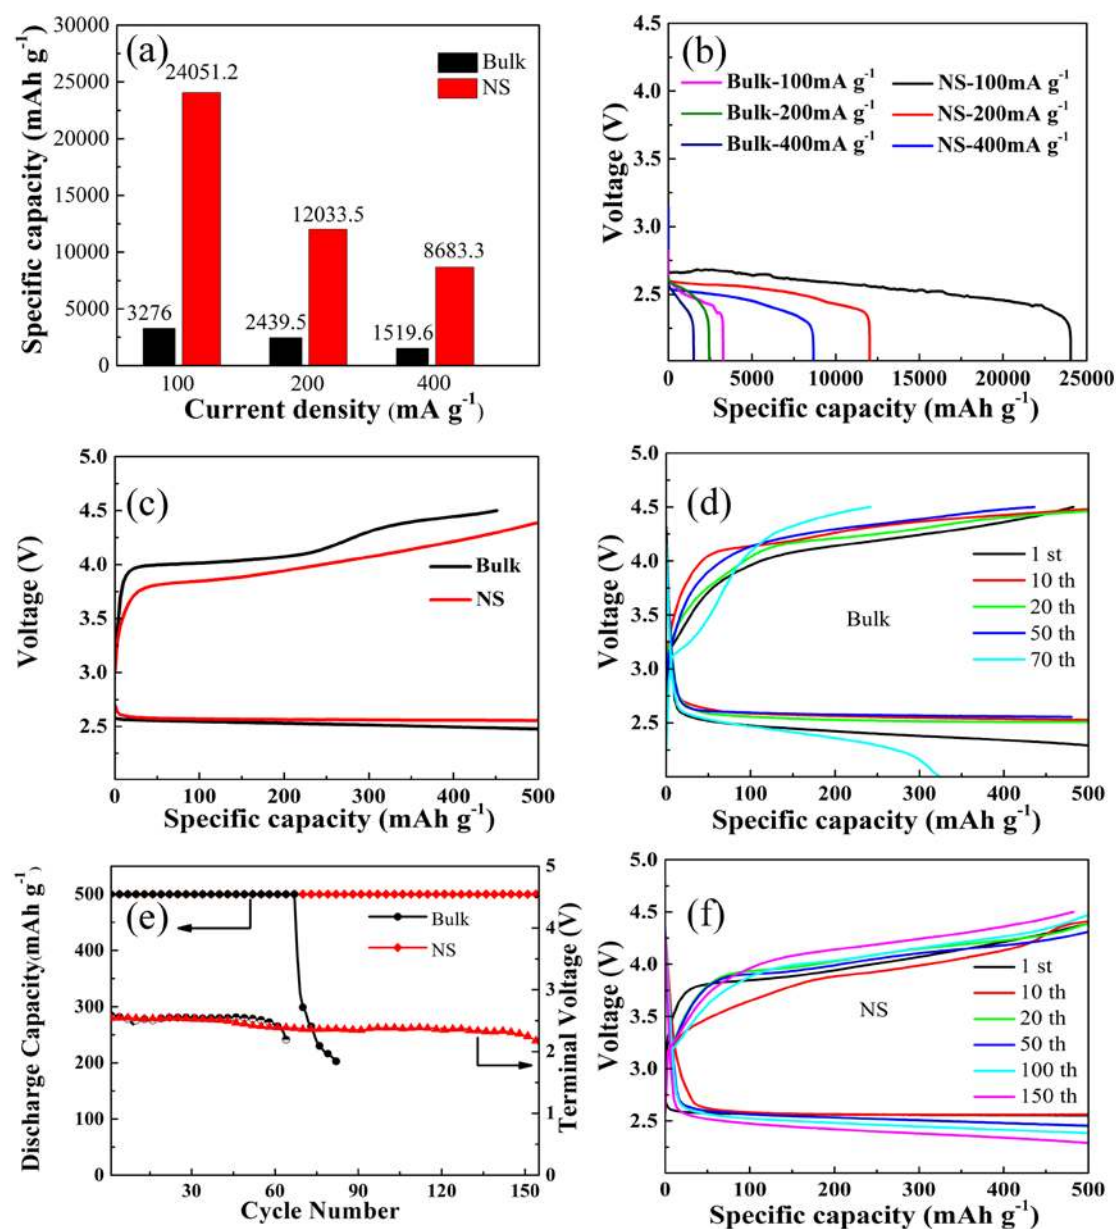 (a)
30000
25000
20000
15000
10000
5000
0
Specific capacity (mAh g⁻¹)
Bulk
NS
24051.2
12033.5
8683.3
3276
2439.5
1519.6
100
200
400
Current density (mA g⁻¹)
(b)
4.5
4.0
3.5
3.0
2.5
Voltage (V)
Bulk-100mA g⁻¹
NS-100mA g⁻¹
Bulk-200mA g⁻¹
NS-200mA g⁻¹
Bulk-400mA g⁻¹
NS-400mA g⁻¹
0
5000
10000
15000
20000
25000
Specific capacity (mAh g⁻¹)
(c)
5.0
4.5
4.0
3.5
3.0
2.5
Voltage (V)
Bulk
NS
0
100
200
300
400
500
Specific capacity (mAh g⁻¹)
(d)
5.0
4.5
4.0
3.5
3.0
2.5
Voltage (V)
Bulk
1 st
10 th
20 th
50 th
70 th
0
100
200
300
400
500
Specific capacity (mAh g⁻¹)
(e)
500
400
300
200
100
0
Discharge Capacity(mAh g⁻¹)
Bulk
NS
5
4
3
2
1
0
Terminal Voltage (V)
30
60
90
120
150
Cycle Number
(f)
5.0
4.5
4.0
3.5
3.0
2.5
2.0
Voltage (V)
NS
1 st
10 th
20 th
50 th
100 th
150 th
0
100
200
300
400
500
Specific capacity (mAh g⁻¹)